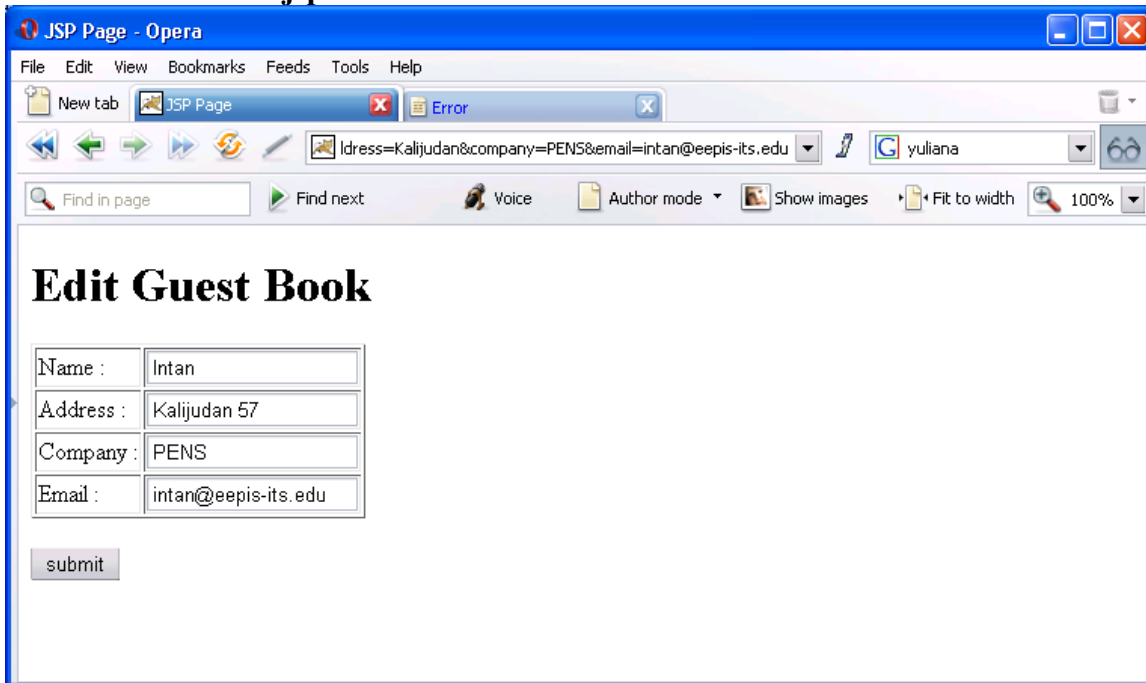 JSP Page - Opera
File Edit View Bookmarks Feeds Tools Help
New tab JSP Page Error
ldress=Kalijudan&company=PENS&email=intan@eepis-its.edu yuliana
Find in page Find next Voice Author mode Show images Fit to width 100%
Edit Guest Book
Name : Intan
Address : Kalijudan 57
Company : PENS
Email : intan@eepis-its.edu
submit